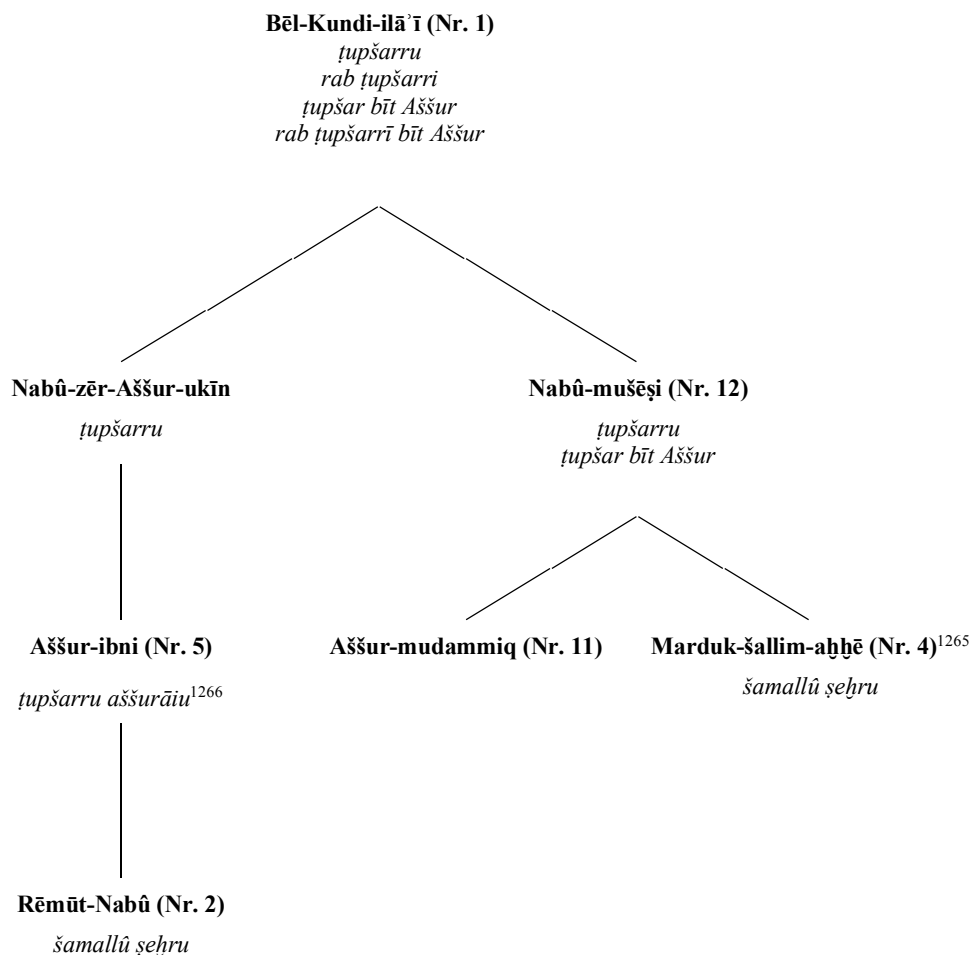 Bēl-Kundi-ilāʾī (Nr. 1)
ṭupšarru
rab ṭupšarri
ṭupšar bīt Aššur
rab ṭupšarrī bīt Aššur
Nabû-zēr-Aššur-ukīn
ṭupšarru
Nabû-mušēṣi (Nr. 12)
ṭupšarru
ṭupšar bīt Aššur
Aššur-ibni (Nr. 5)
ṭupšarru aššurāiu1266
Aššur-mudammiq (Nr. 11)
Marduk-šallim-aḫḫē (Nr. 4)1265
šamallû ṣeḫru
Rēmūt-Nabû (Nr. 2)
šamallû ṣeḫru